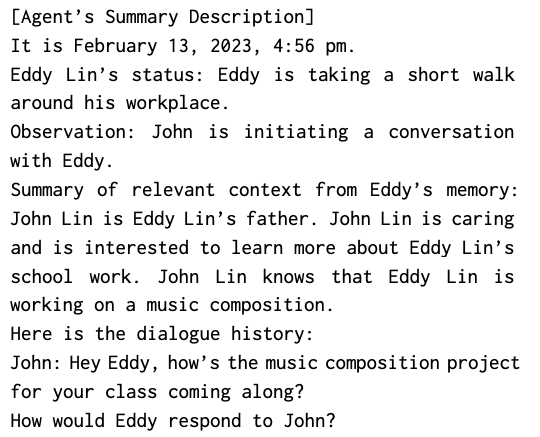 [Agent's Summary Description]
It is February 13, 2023, 4:56 pm.
Eddy Lin's status: Eddy is taking a short walk
around his workplace.
Observation: John is initiating a conversation
with Eddy.
Summary of relevant context from Eddy's memory:
John Lin is Eddy Lin's father. John Lin is caring
and is interested to learn more about Eddy Lin's
school work. John Lin knows that Eddy Lin is
working on a music composition.
Here is the dialogue history:
John: Hey Eddy, how's the music composition project
for your class coming along?
How would Eddy respond to John?